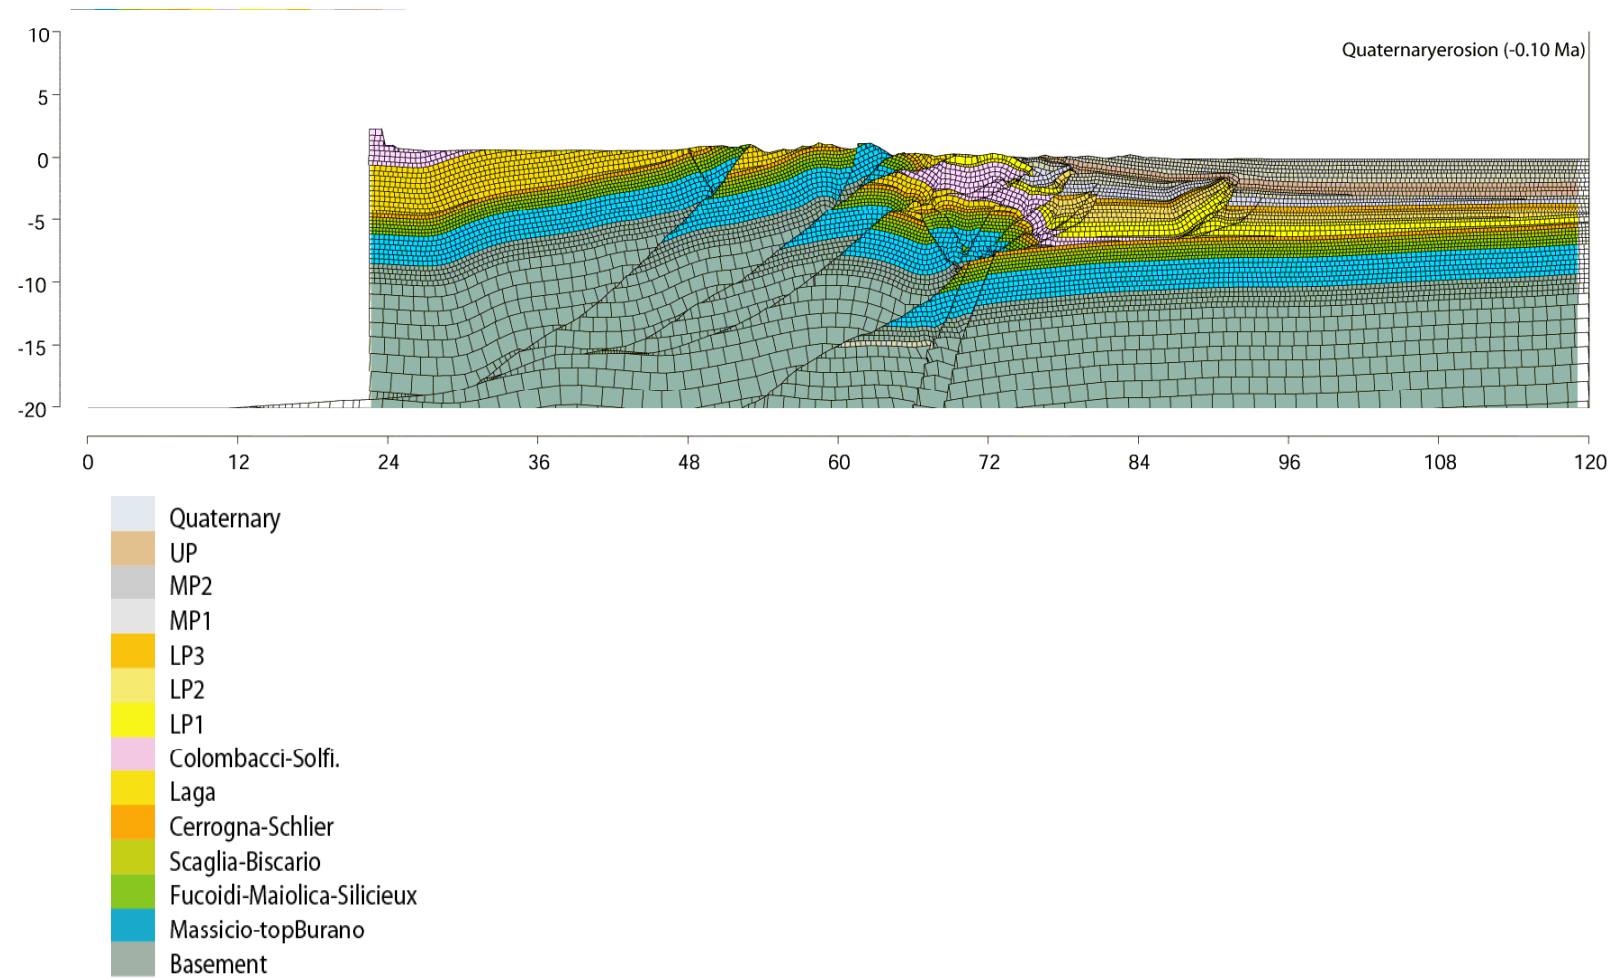 10
Quaternaryerosion (-0.10 Ma)
5
0
-5
-10
-15
-20
0 12 24 36 48 60 72 84 96 108 120
Quaternary
UP
MP2
MP1
LP3
LP2
LP1
Colombacci-Solfi.
Laga
Cerrogna-Schlier
Scaglia-Biscario
Fucoidi-Maiolica-Silicieux
Massicio-topBurano
Basement